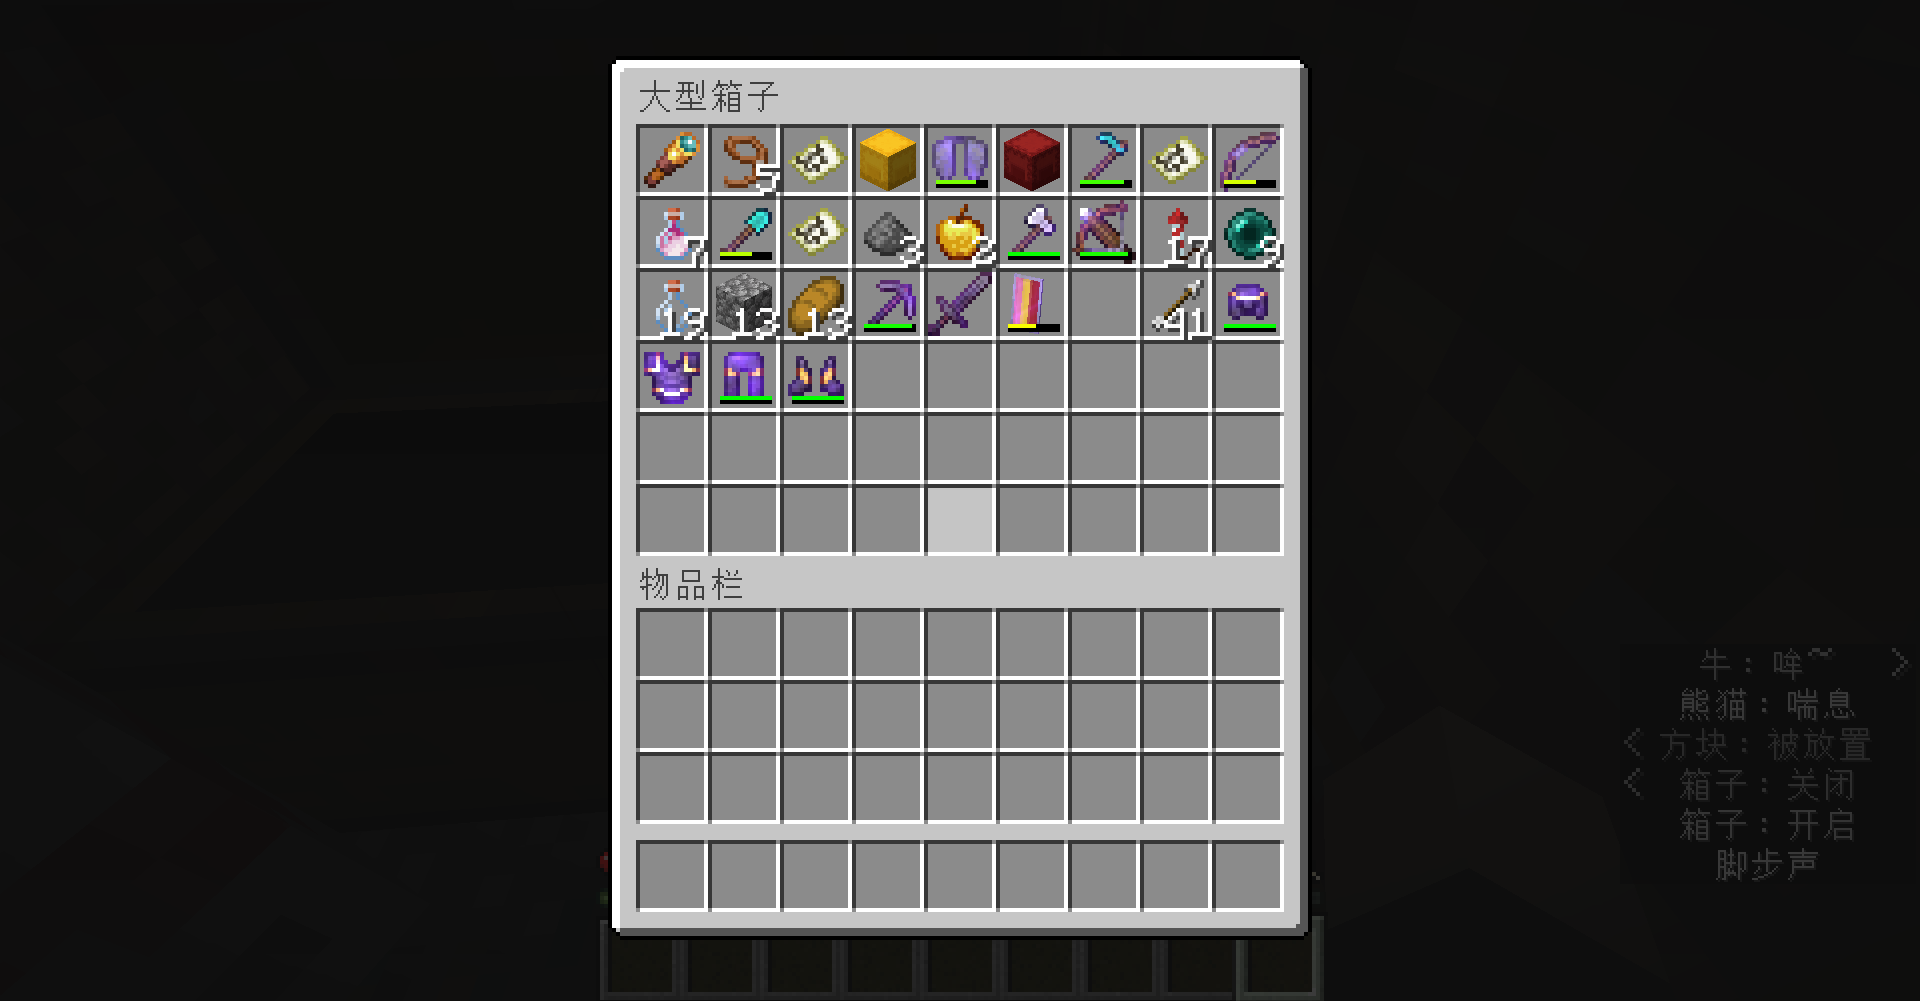 大型箱子
5
7
3
2
17
9
19
13
13
41
物品栏
牛：哞~ >
熊猫：喘息
< 方块：被放置
< 箱子：关闭
箱子：开启
脚步声